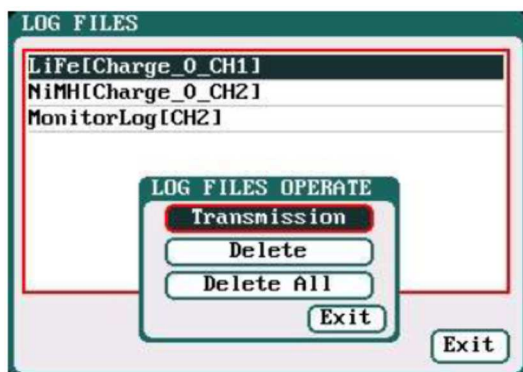 LOG FILES
LiFe[Charge_0_CH1]
NiMH[Charge_0_CH2]
MonitorLog[CH2]
LOG FILES OPERATE
Transmission
Delete
Delete All
Exit
Exit